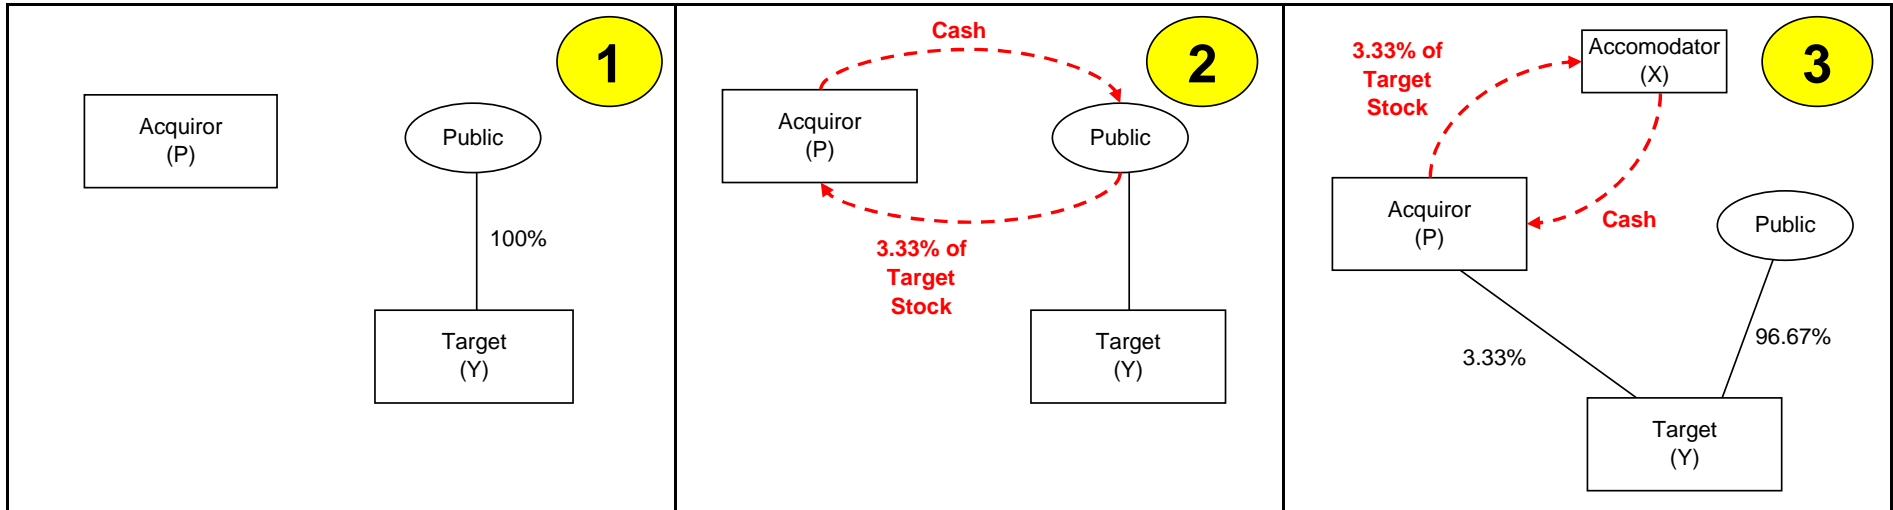 1
Acquiror
(P)
Public
100%
Target
(Y)
2
Cash
Acquiror
(P)
Public
3.33% of
Target
Stock
Target
(Y)
3
3.33% of
Target
Stock
Accomodator
(X)
Acquiror
(P)
Cash
Public
3.33%
96.67%
Target
(Y)